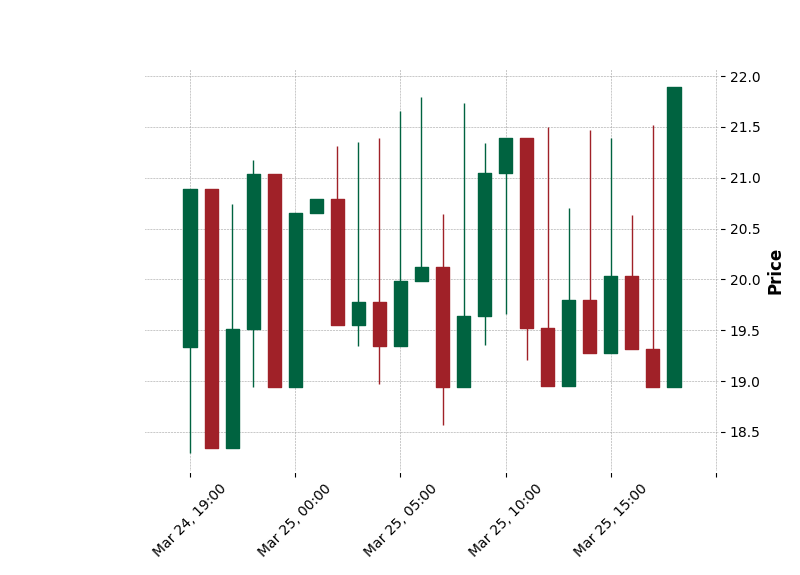 22.0
21.5
21.0
20.5
20.0
19.5
19.0
18.5
Price
Mar 24, 19:00
Mar 25, 00:00
Mar 25, 05:00
Mar 25, 10:00
Mar 25, 15:00